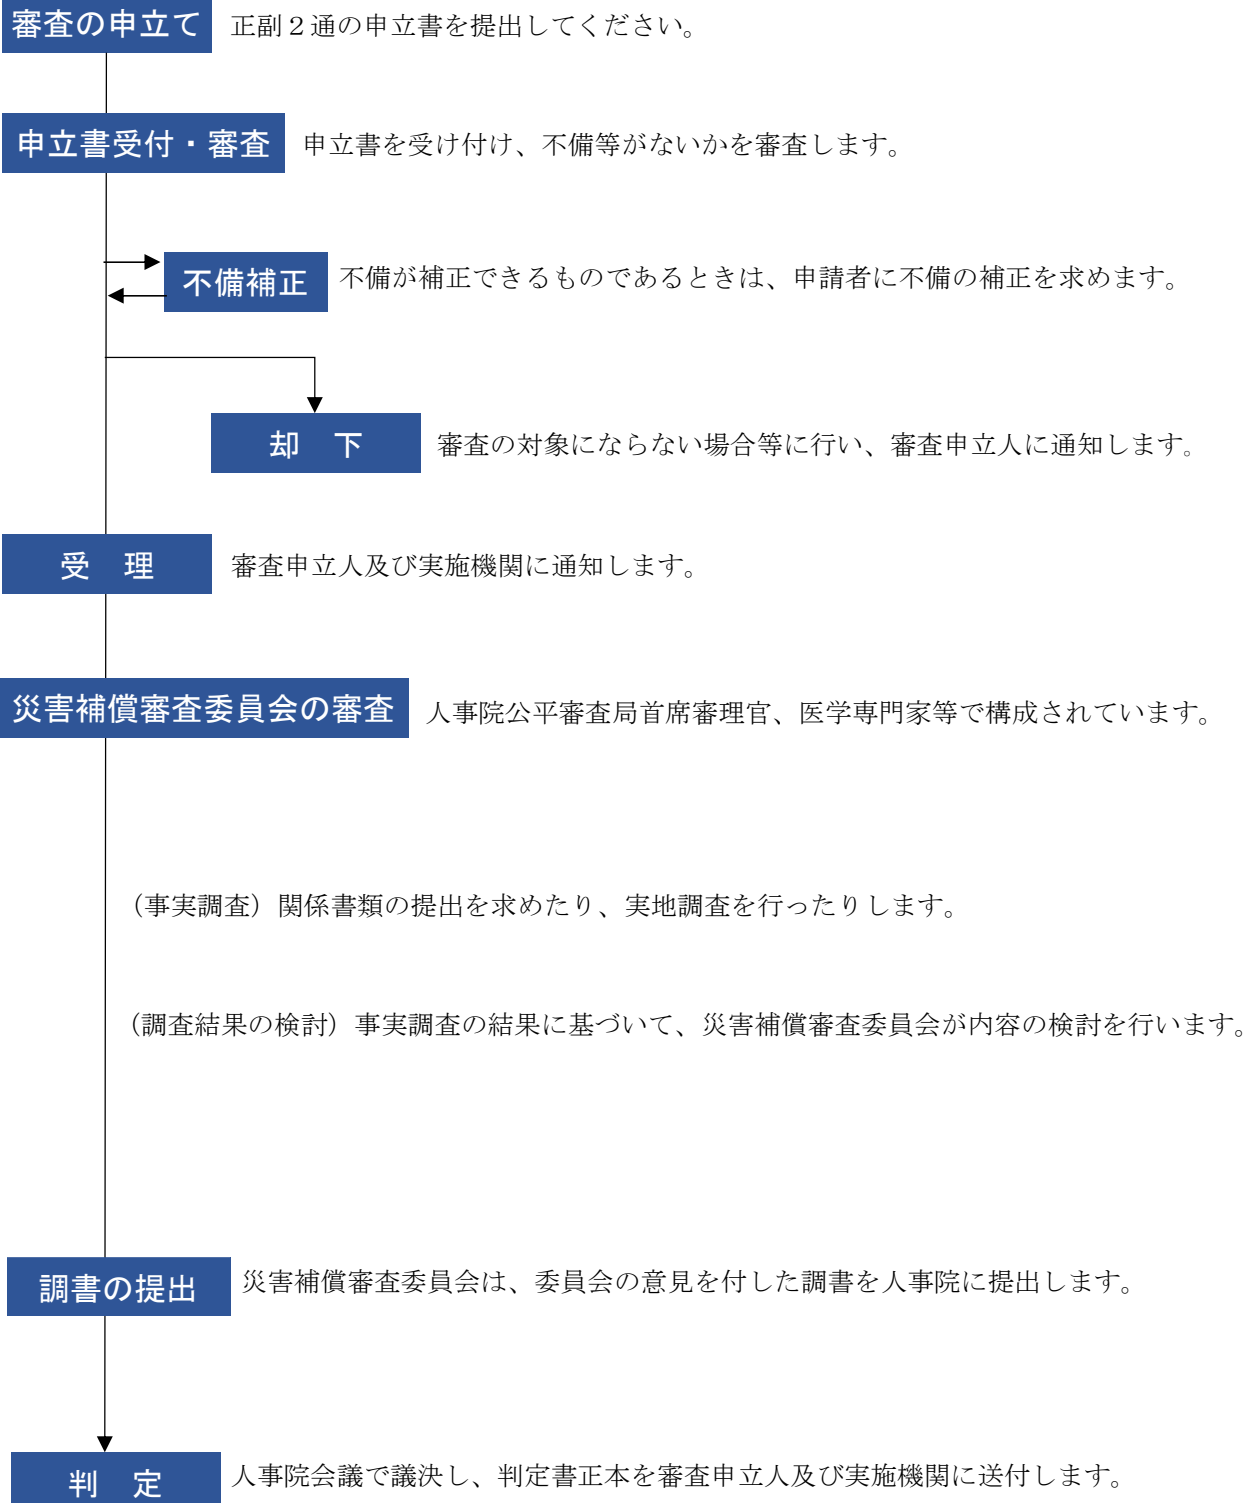 審査の申立て 正副２通の申立書を提出してください。
申立書受付・審査 申立書を受け付け、不備等がないかを審査します。
不備補正 不備が補正できるものであるときは、申請者に不備の補正を求めます。
却　下 審査の対象にならない場合等に行い、審査申立人に通知します。
受　理 審査申立人及び実施機関に通知します。
災害補償審査委員会の審査 人事院公平審査局首席審理官、医学専門家等で構成されています。
（事実調査）関係書類の提出を求めたり、実地調査を行ったりします。
（調査結果の検討）事実調査の結果に基づいて、災害補償審査委員会が内容の検討を行います。
調書の提出 災害補償審査委員会は、委員会の意見を付した調書を人事院に提出します。
判　定 人事院会議で議決し、判定書正本を審査申立人及び実施機関に送付します。